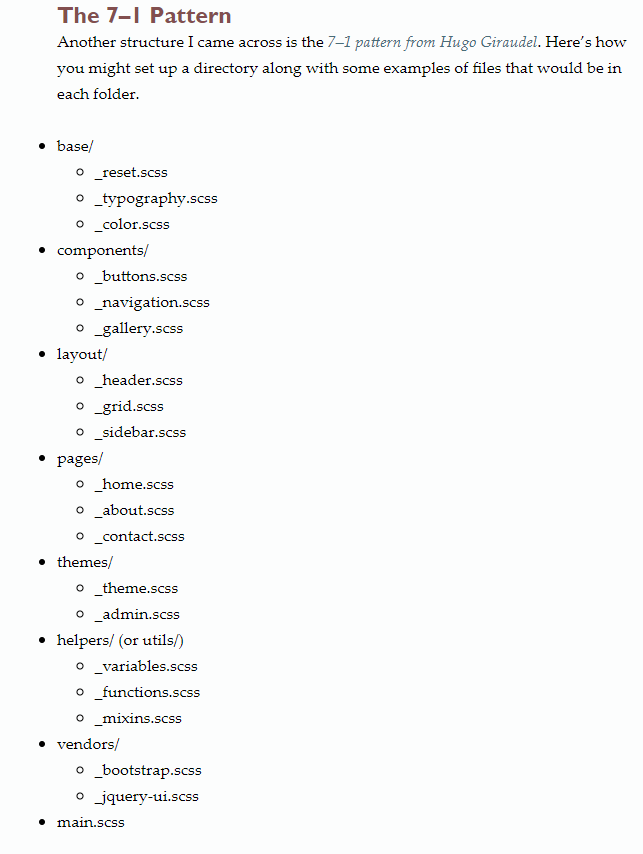 The 7–1 Pattern
Another structure I came across is the 7–1 pattern from Hugo Giraudel. Here's how
you might set up a directory along with some examples of files that would be in
each folder.
base/
_reset.scss
_typography.scss
_color.scss
components/
_buttons.scss
_navigation.scss
_gallery.scss
layout/
_header.scss
_grid.scss
_sidebar.scss
pages/
_home.scss
_about.scss
_contact.scss
themes/
_theme.scss
_admin.scss
helpers/ (or utils/)
_variables.scss
_functions.scss
_mixins.scss
vendors/
_bootstrap.scss
_jquery-ui.scss
main.scss